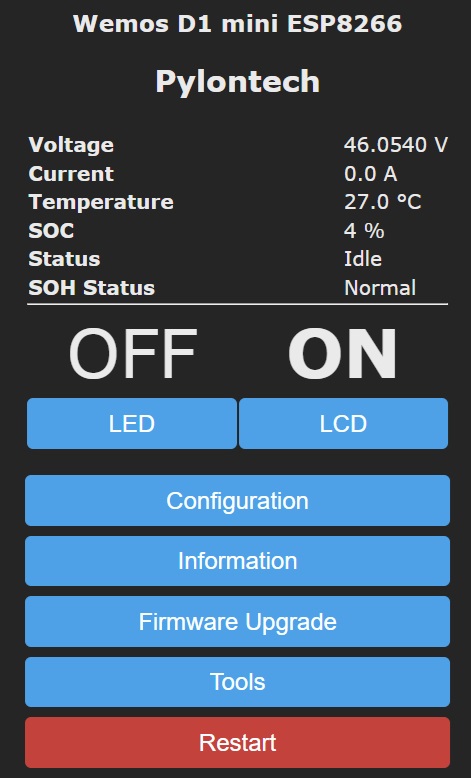 Wemos D1 mini ESP8266
Pylontech
Voltage 46.0540 V
Current 0.0 A
Temperature 27.0 °C
SOC 4 %
Status Idle
SOH Status Normal
OFF ON
LED LCD
Configuration
Information
Firmware Upgrade
Tools
Restart